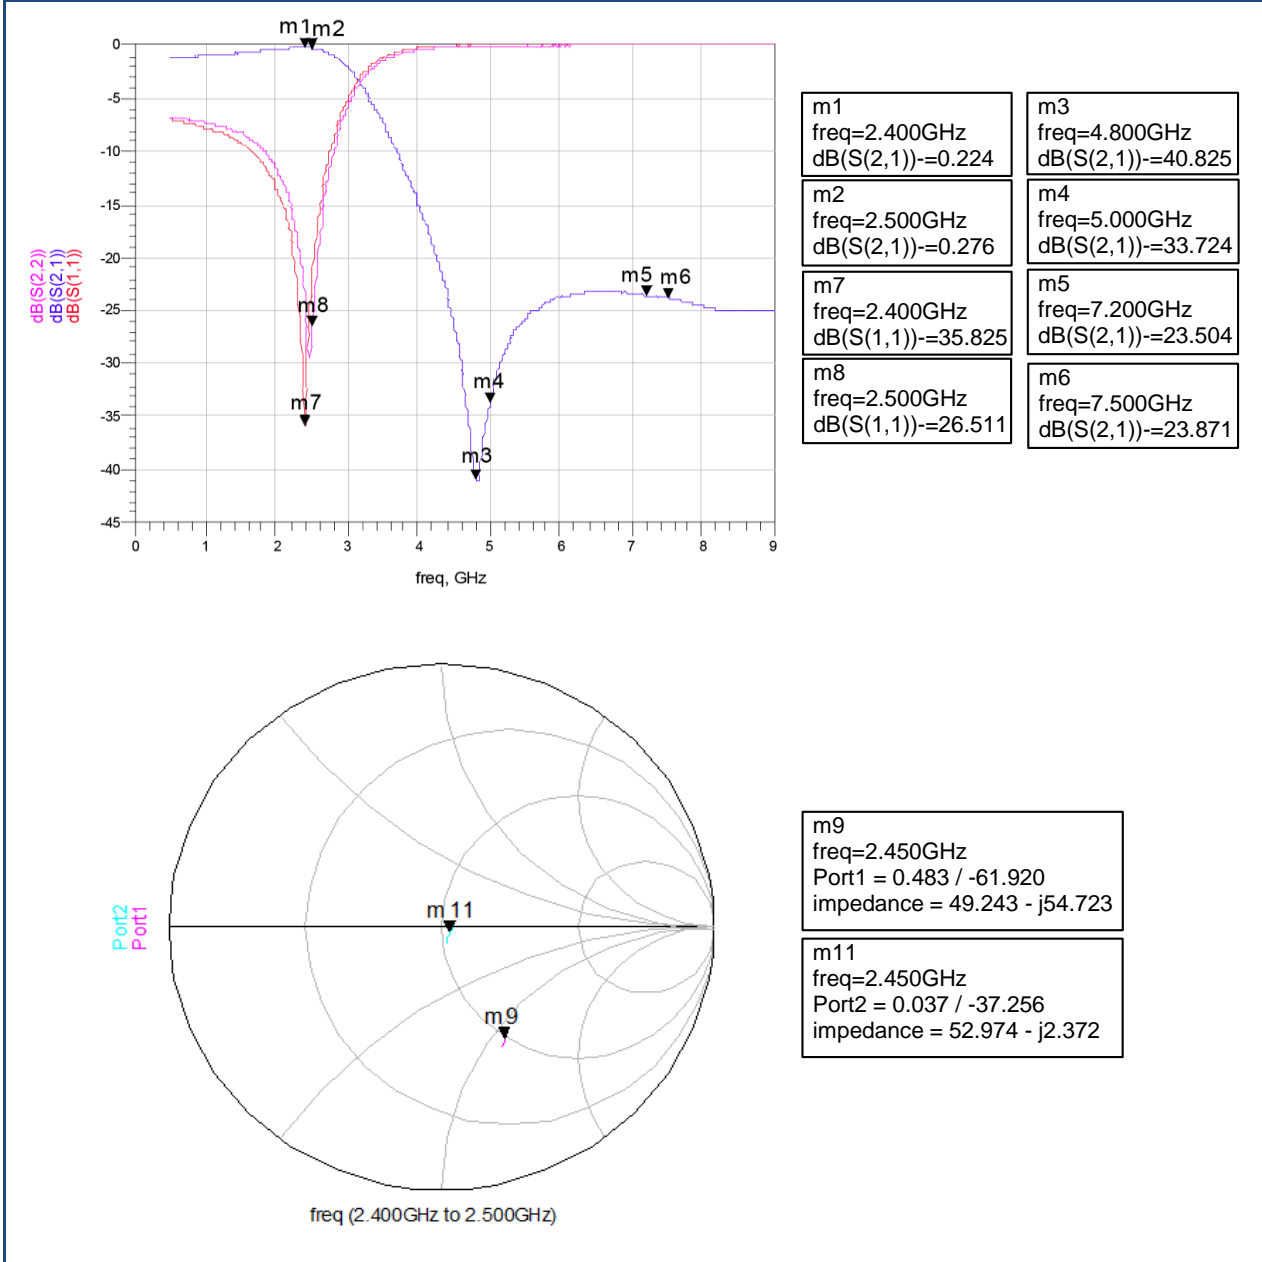 m1 m2
0
-5
-10
-15
-20
-25
-30
-35
-40
-45
dB(S(2,2))
dB(S(2,1))
dB(S(1,1))
m5 m6
m8
m4
m7
m3
0 1 2 3 4 5 6 7 8 9
freq, GHz
m1
freq=2.400GHz
dB(S(2,1))-=0.224
m2
freq=2.500GHz
dB(S(2,1))-=0.276
m7
freq=2.400GHz
dB(S(1,1))-=35.825
m8
freq=2.500GHz
dB(S(1,1))-=26.511
m3
freq=4.800GHz
dB(S(2,1))-=40.825
m4
freq=5.000GHz
dB(S(2,1))-=33.724
m5
freq=7.200GHz
dB(S(2,1))-=23.504
m6
freq=7.500GHz
dB(S(2,1))-=23.871
Port2
Port1
m11
m9
freq (2.400GHz to 2.500GHz)
m9
freq=2.450GHz
Port1 = 0.483 / -61.920
impedance = 49.243 - j54.723
m11
freq=2.450GHz
Port2 = 0.037 / -37.256
impedance = 52.974 - j2.372